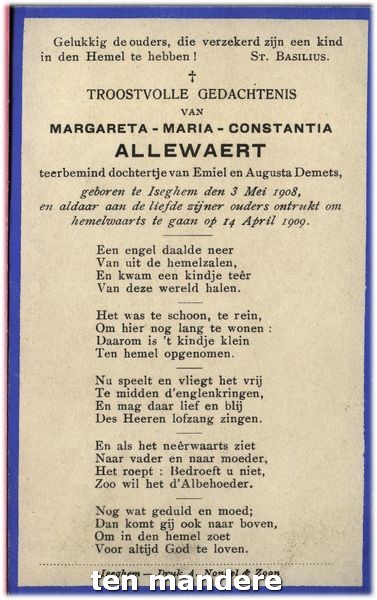 Gelukkig de ouders, die verzekerd zijn een kind
in den Hemel te hebben! ST. BASILIUS.
✝
TROOSTVOLLE GEDACHTENIS
VAN
MARGARETA - MARIA - CONSTANTIA
ALLEWAERT
teerbemind dochtertje van Emiel en Augusta Demets,
geboren te Iseghem den 3 Mei 1908,
en aldaar aan de liefde zijner ouders ontrukt om
hemelwaarts te gaan op 14 April 1909.
Een engel daalde neer
Van uit de hemelzalen,
En kwam een kindje teêr
Van deze wereld halen.
Het was te schoon, te rein,
Om hier nog lang te wonen :
Daarom is 't kindje klein
Ten hemel opgenomen.
Nu speelt en vliegt het vrij
Te midden d'englenkringen,
En mag daar lief en blij
Des Heeren lofzang zingen.
En als het neêrwaarts ziet
Naar vader en naar moeder,
Het roept : Bedroeft u niet,
Zoo wil het d'Albehoeder.
Nog wat geduld en moed;
Dan komt gij ook naar boven,
Om in den hemel zoet
Voor altijd God te loven.
Iseghem – Druk A. Nonkel & Zoon
ten mandere